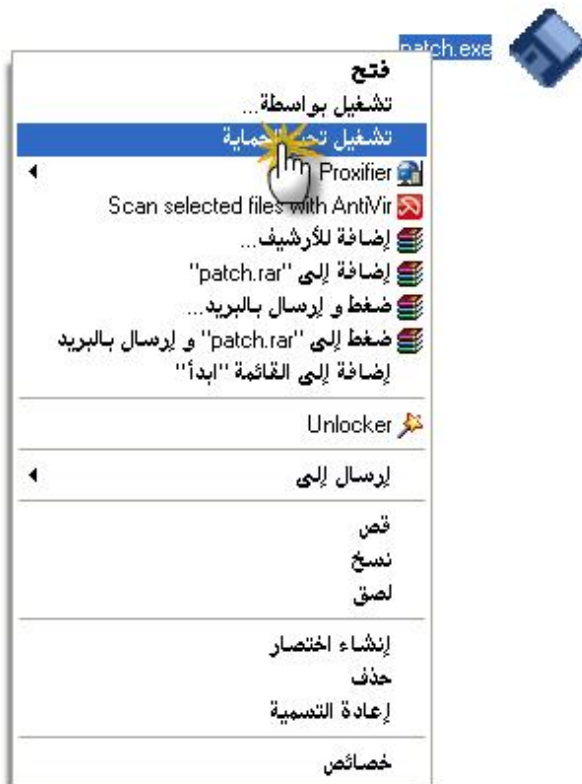 patch.exe
فتح
تشغيل بواسطة...
تشغيل تحت الحماية
Proxifier
Scan selected files with AntiVir
إضافة للأرشيف...
إضافة إلى "patch.rar"
ضغط و إرسال بالبريد...
ضغط إلى "patch.rar" و إرسال بالبريد
إضافة إلى القائمة "ابدأ"
Unlocker
إرسال إلى
قص
نسخ
لصق
إنشاء اختصار
حذف
إعادة التسمية
خصائص